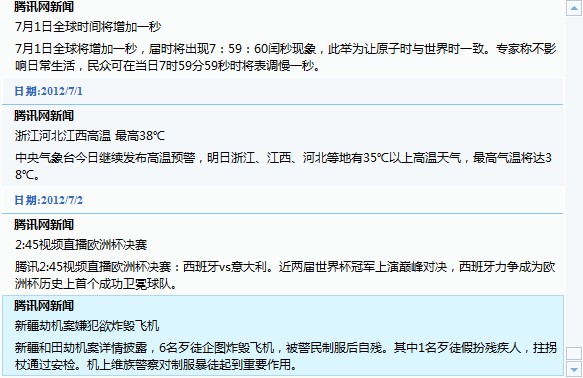 腾讯网新闻
7月1日全球时间将增加一秒
7月1日全球将增加一秒，届时将出现7：59：60闰秒现象，此举为让原子时与世界时一致。专家称不影
响日常生活，民众可在当日7时59分59秒时将表调慢一秒。
日期:2012/7/1
腾讯网新闻
浙江河北江西高温 最高38℃
中央气象台今日继续发布高温预警，明日浙江、江西、河北等地有35℃以上高温天气，最高气温将达3
8℃。
日期:2012/7/2
腾讯网新闻
2:45视频直播欧洲杯决赛
腾讯2:45视频直播欧洲杯决赛：西班牙vs意大利。近两届世界杯冠军上演巅峰对决，西班牙力争成为欧
洲杯历史上首个成功卫冕球队。
腾讯网新闻
新疆劫机案嫌犯欲炸毁飞机
新疆和田劫机案详情披露，6名歹徒企图炸毁飞机，被警民制服后自残。其中1名歹徒假扮残疾人，拄拐
杖通过安检。机上维族警察对制服暴徒起到重要作用。